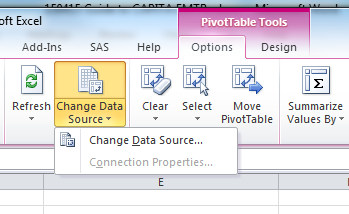 oft Excel
PivotTable Tools
Add-Ins SAS Options Design
Refresh Change Data Source Clear Select Move PivotTable Summarize Values By
Change Data Source...
Connection Properties...
E